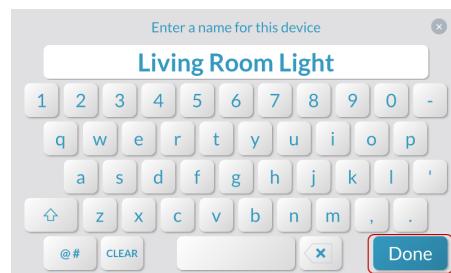 Enter a name for this device
Living Room Light
1 2 3 4 5 6 7 8 9 0 -
q w e r t y u i o p
a s d f g h j k l '
z x c v b n m , .
@# CLEAR Done